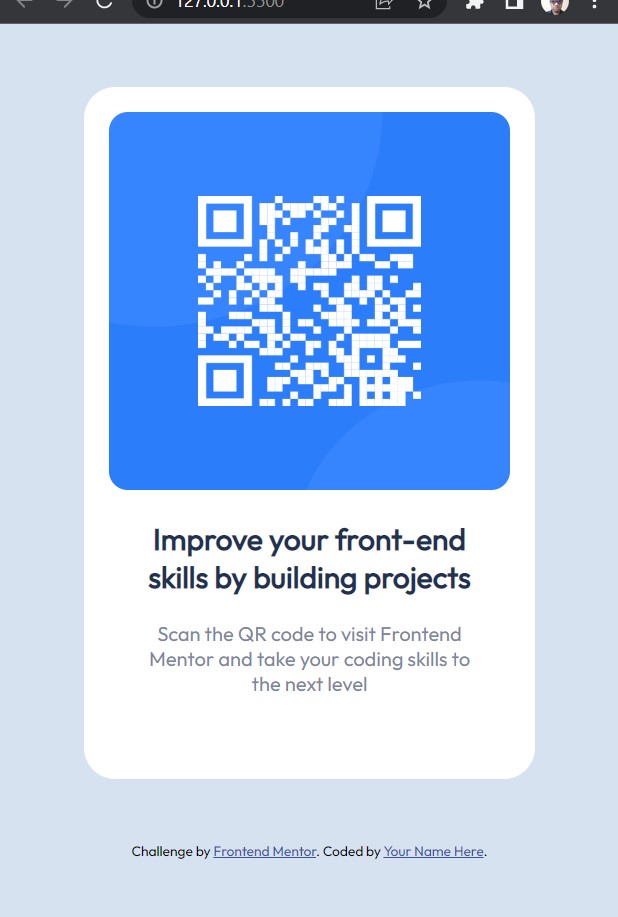 127.0.0.1:5500
Improve your front-end
skills by building projects
Scan the QR code to visit Frontend
Mentor and take your coding skills to
the next level
Challenge by Frontend Mentor. Coded by Your Name Here.